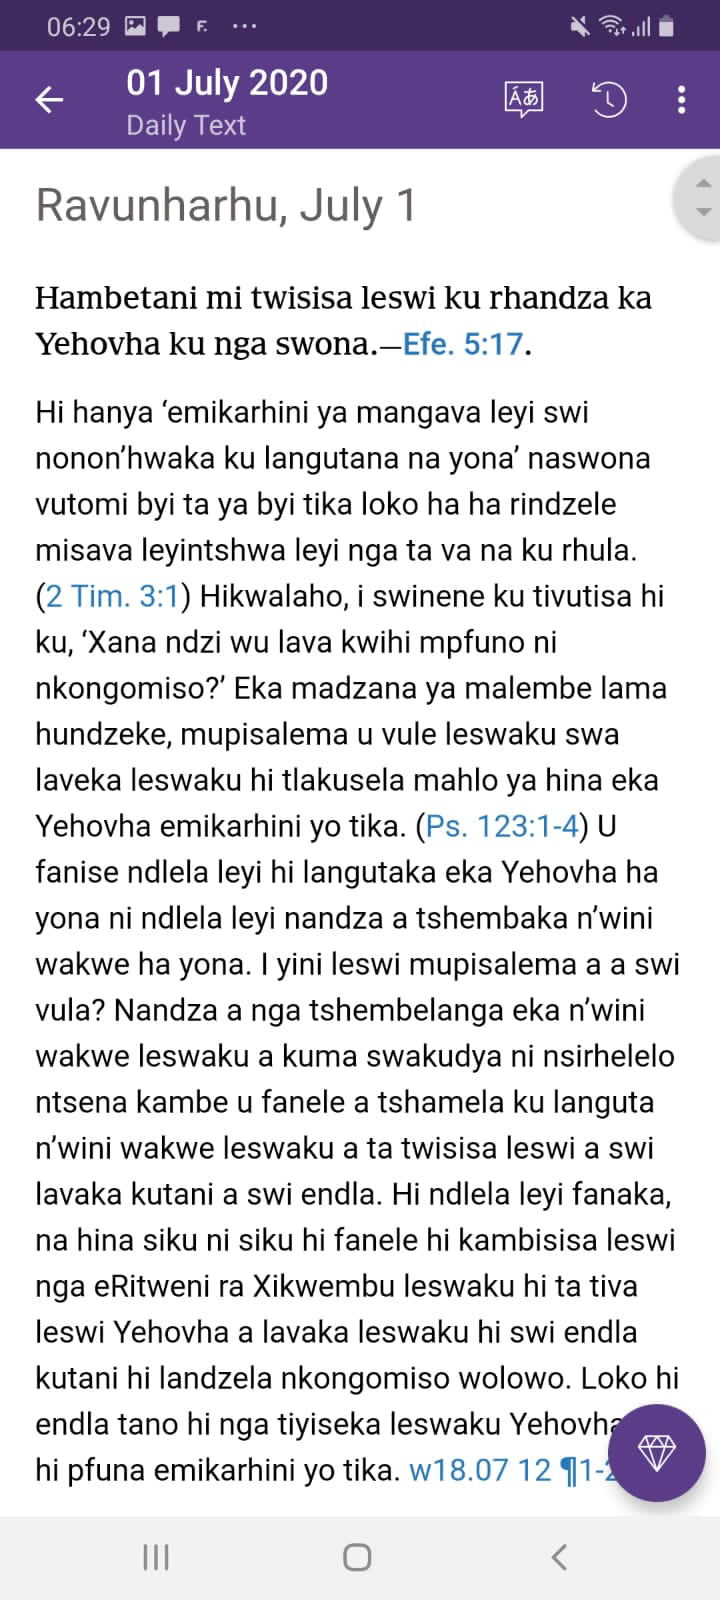 06:29 F. ...
01 July 2020
Daily Text
Áあ
Ravunharhu, July 1
Hambetani mi twisisa leswi ku rhandza ka
Yehovha ku nga swona.—Efe. 5:17.
Hi hanya ‘emikarhini ya mangava leyi swi
nonon’hwaka ku langutana na yona’ naswona
vutomi byi ta ya byi tika loko ha ha rindzele
misava leyintshwa leyi nga ta va na ku rhula.
(2 Tim. 3:1) Hikwalaho, i swinene ku tivutisa hi
ku, ‘Xana ndzi wu lava kwihi mpfuno ni
nkongomiso?’ Eka madzana ya malembe lama
hundzeke, mupisalema u vule leswaku swa
laveka leswaku hi tlakusela mahlo ya hina eka
Yehovha emikarhini yo tika. (Ps. 123:1-4) U
fanise ndlela leyi hi langutaka eka Yehovha ha
yona ni ndlela leyi nandza a tshembaka n’wini
wakwe ha yona. I yini leswi mupisalema a a swi
vula? Nandza a nga tshembelanga eka n’wini
wakwe leswaku a kuma swakudya ni nsirhelelo
ntsena kambe u fanele a tshamela ku languta
n’wini wakwe leswaku a ta twisisa leswi a swi
lavaka kutani a swi endla. Hi ndlela leyi fanaka,
na hina siku ni siku hi fanele hi kambisisa leswi
nga eRitweni ra Xikwembu leswaku hi ta tiva
leswi Yehovha a lavaka leswaku hi swi endla
kutani hi landzela nkongomiso wolowo. Loko hi
endla tano hi nga tiyiseka leswaku Yehovha
hi pfuna emikarhini yo tika. w18.07 12 ¶1-2